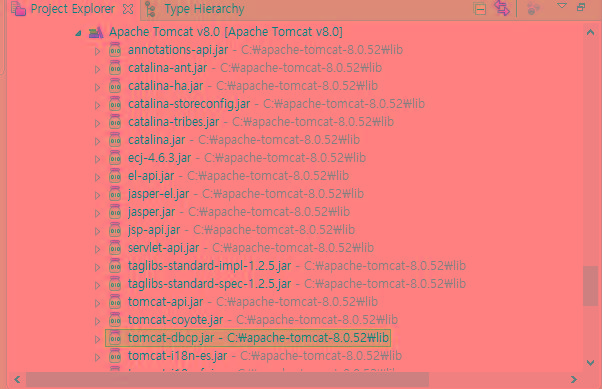 Project Explorer Type Hierarchy
Apache Tomcat v8.0 [Apache Tomcat v8.0]
annotations-api.jar - C:₩apache-tomcat-8.0.52₩lib
catalina-ant.jar - C:₩apache-tomcat-8.0.52₩lib
catalina-ha.jar - C:₩apache-tomcat-8.0.52₩lib
catalina-storeconfig.jar - C:₩apache-tomcat-8.0.52₩lib
catalina-tribes.jar - C:₩apache-tomcat-8.0.52₩lib
catalina.jar - C:₩apache-tomcat-8.0.52₩lib
ecj-4.6.3.jar - C:₩apache-tomcat-8.0.52₩lib
el-api.jar - C:₩apache-tomcat-8.0.52₩lib
jasper-el.jar - C:₩apache-tomcat-8.0.52₩lib
jasper.jar - C:₩apache-tomcat-8.0.52₩lib
jsp-api.jar - C:₩apache-tomcat-8.0.52₩lib
servlet-api.jar - C:₩apache-tomcat-8.0.52₩lib
taglibs-standard-impl-1.2.5.jar - C:₩apache-tomcat-8.0.52₩lib
taglibs-standard-spec-1.2.5.jar - C:₩apache-tomcat-8.0.52₩lib
tomcat-api.jar - C:₩apache-tomcat-8.0.52₩lib
tomcat-coyote.jar - C:₩apache-tomcat-8.0.52₩lib
tomcat-dbcp.jar - C:₩apache-tomcat-8.0.52₩lib
tomcat-i18n-es.jar - C:₩apache-tomcat-8.0.52₩lib